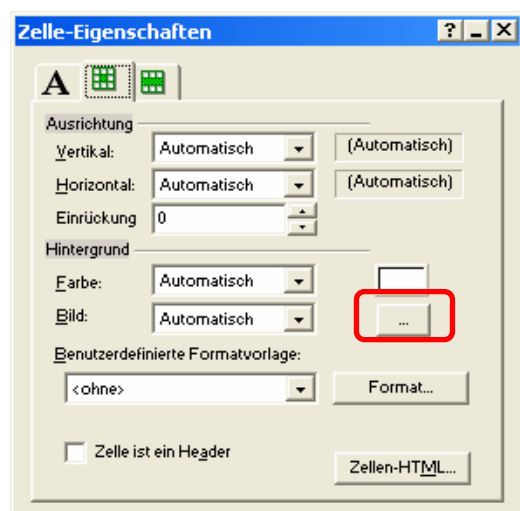 Zelle-Eigenschaften ? _ X
A
Ausrichtung
Vertikal: Automatisch (Automatisch)
Horizontal: Automatisch (Automatisch)
Einrückung 0
Hintergrund
Farbe: Automatisch
Bild: Automatisch ...
Benutzerdefinierte Formatvorlage:
<ohne> Format...
Zelle ist ein Header
Zellen-HTML...